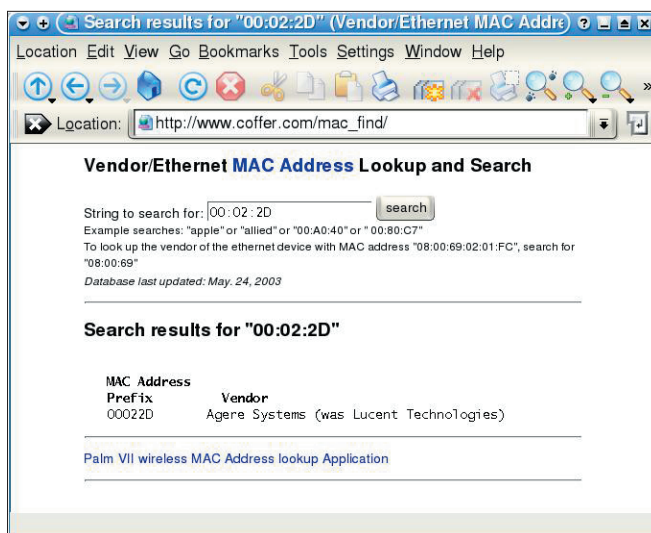 Search results for "00:02:2D" (Vendor/Ethernet MAC Addre
Location Edit View Go Bookmarks Tools Settings Window Help
Location: http://www.coffer.com/mac_find/
Vendor/Ethernet MAC Address Lookup and Search
String to search for: 00:02:2D search
Example searches: "apple" or "allied" or "00:A0:40" or " 00:80:C7"
To look up the vendor of the ethernet device with MAC address "08:00:69:02:01:FC", search for
"08:00:69"
Database last updated: May. 24, 2003
Search results for "00:02:2D"
MAC Address
Prefix Vendor
00022D Agere Systems (was Lucent Technologies)
Palm VII wireless MAC Address lookup Application